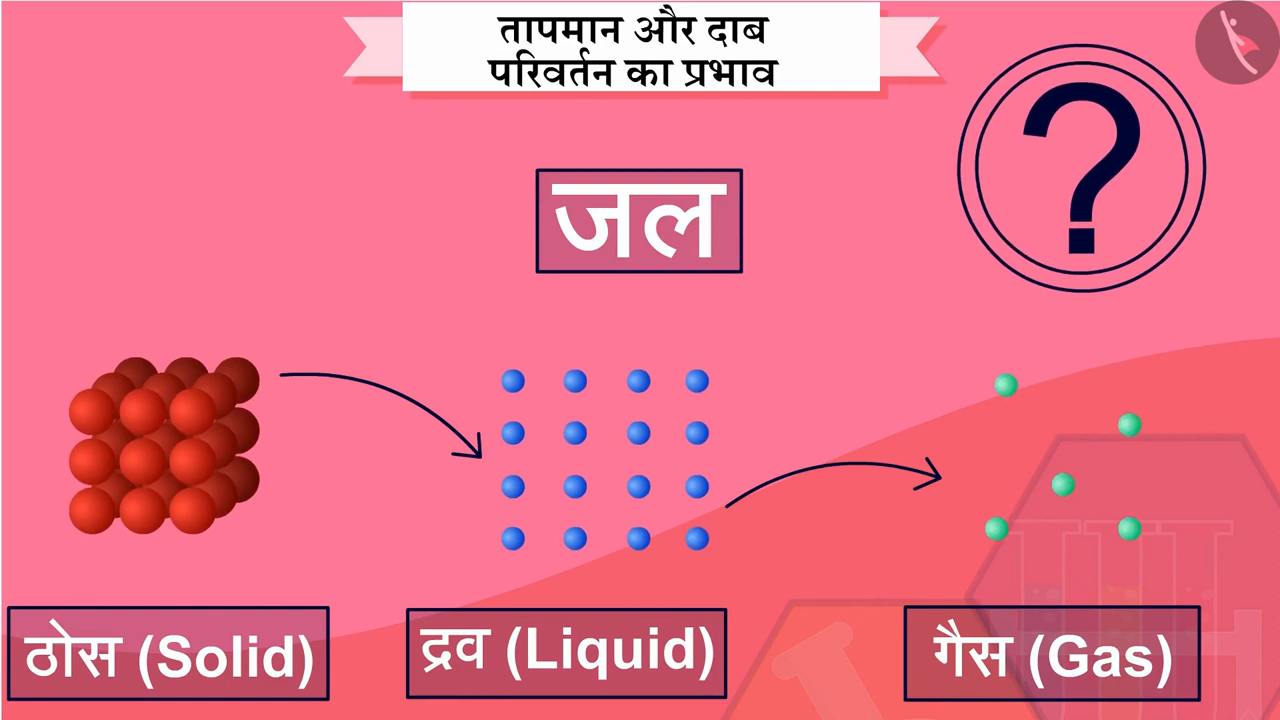 तापमान और दाब
परिवर्तन का प्रभाव
?
जल
ठोस (Solid)
द्रव (Liquid)
गैस (Gas)